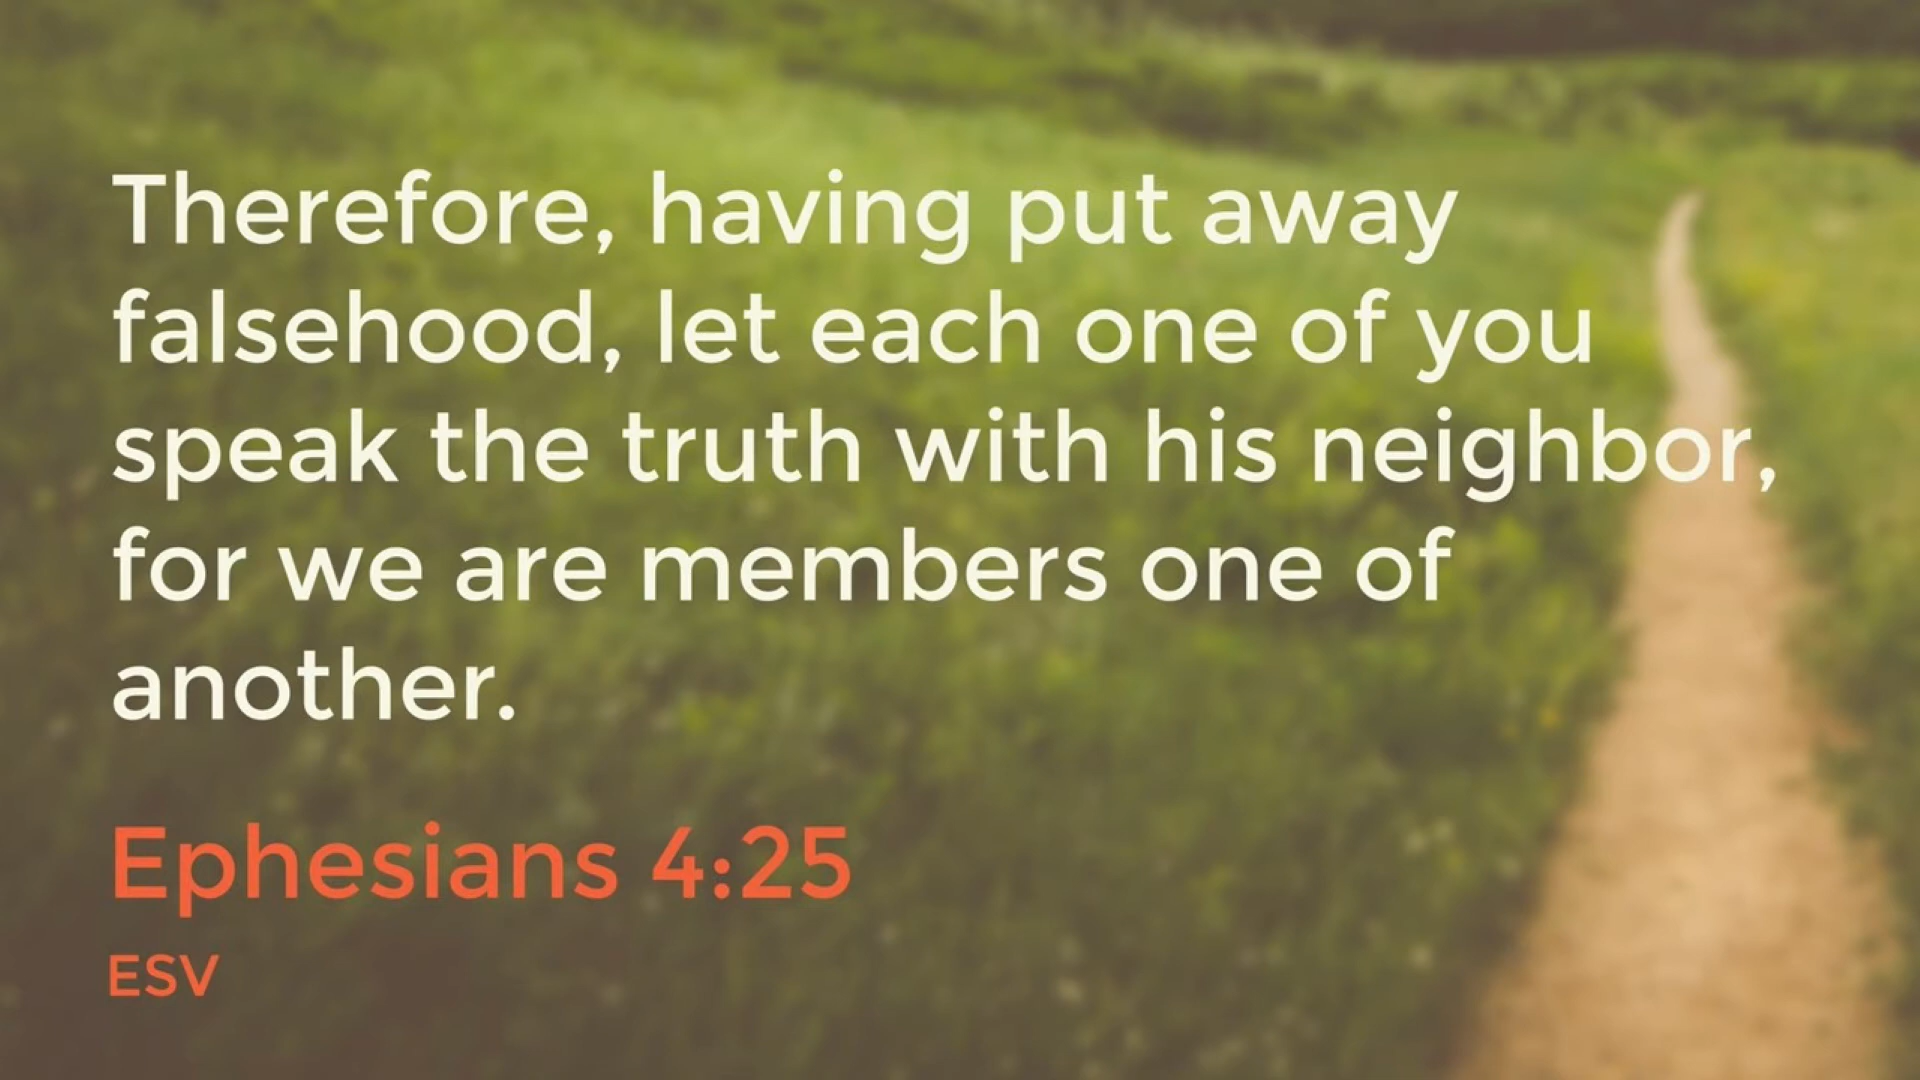 Therefore, having put away
falsehood, let each one of you
speak the truth with his neighbor,
for we are members one of
another.
Ephesians 4:25
ESV